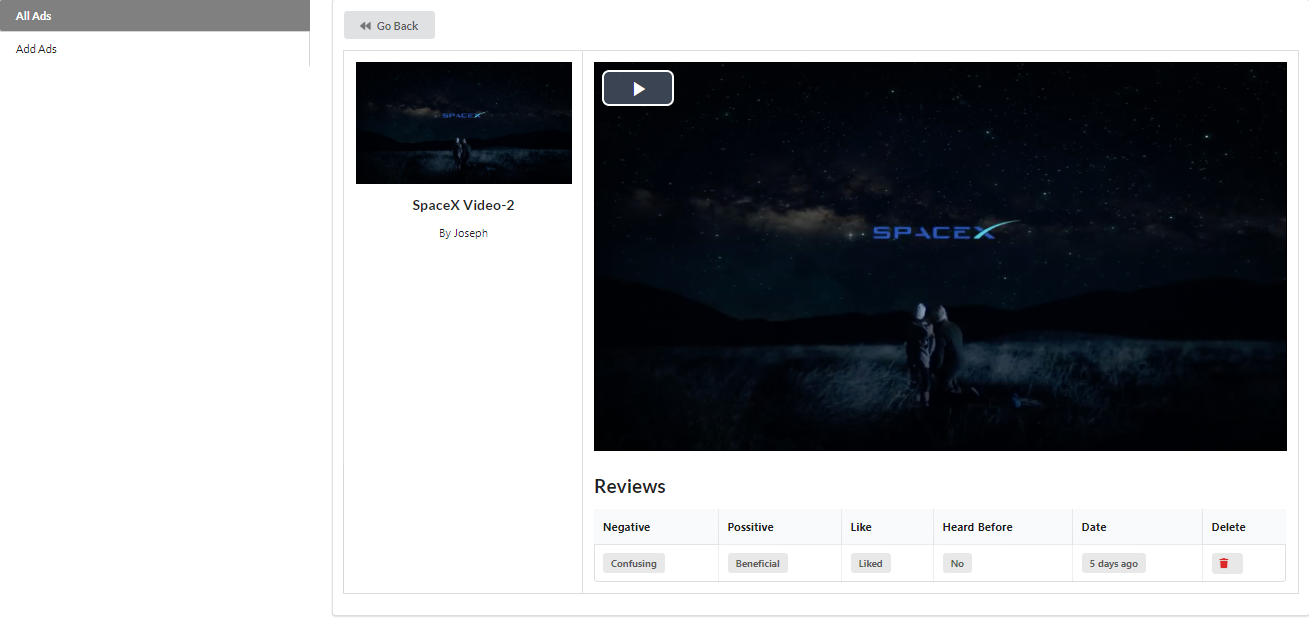 All Ads
Add Ads
Go Back
SPACEX
SpaceX Video-2
By Joseph
SPACEX
Reviews
Negative Possitive Like Heard Before Date Delete
Confusing Beneficial Liked No 5 days ago